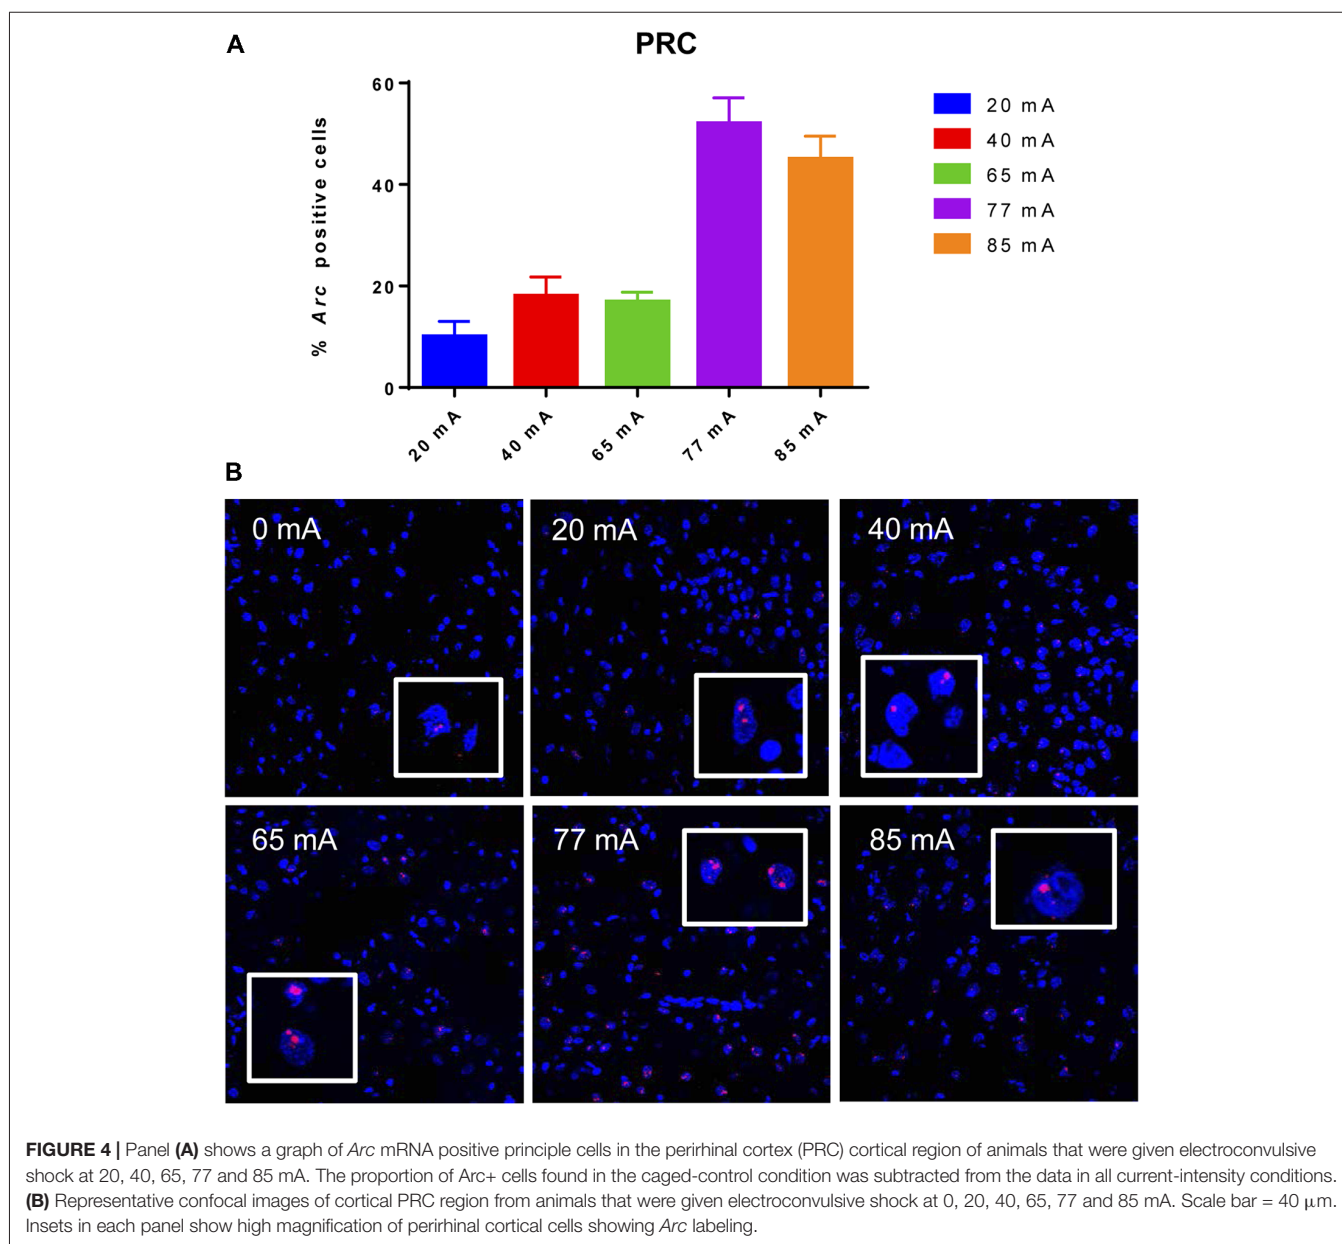 A
PRC
% Arc positive cells
60
40
20
0
20 mA
40 mA
65 mA
77 mA
85 mA
20 mA
40 mA
65 mA
77 mA
85 mA
B
0 mA
20 mA
40 mA
65 mA
77 mA
85 mA
FIGURE 4 | Panel (A) shows a graph of Arc mRNA positive principle cells in the perirhinal cortex (PRC) cortical region of animals that were given electroconvulsive
shock at 20, 40, 65, 77 and 85 mA. The proportion of Arc+ cells found in the caged-control condition was subtracted from the data in all current-intensity conditions.
(B) Representative confocal images of cortical PRC region from animals that were given electroconvulsive shock at 0, 20, 40, 65, 77 and 85 mA. Scale bar = 40 μm.
Insets in each panel show high magnification of perirhinal cortical cells showing Arc labeling.